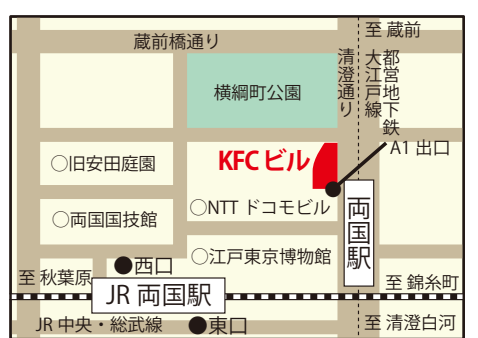 至 蔵前
蔵前橋通り
清澄通り
都営地下鉄
大江戸線
横綱町公園
A1 出口
KFC ビル
○旧安田庭園
○NTT ドコモビル
○両国国技館
両国駅
○江戸東京博物館
●西口
至 秋葉原
至 錦糸町
JR 両国駅
JR 中央・総武線
●東口
至 清澄白河